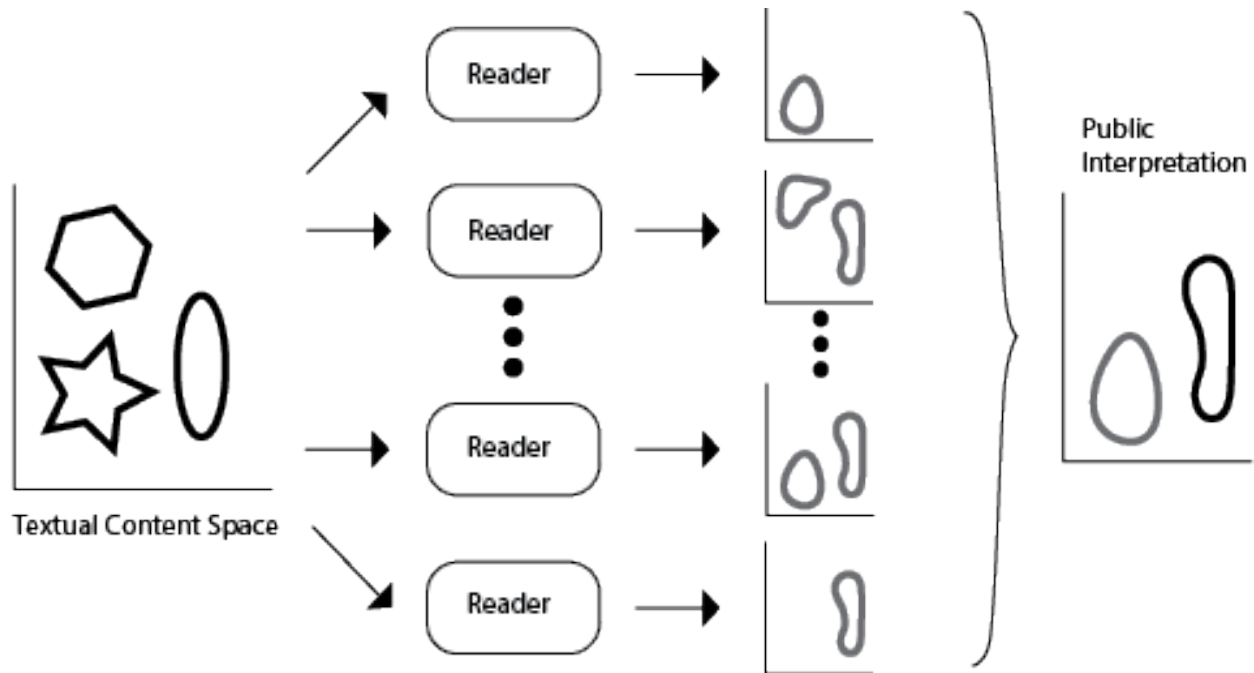 Reader
Public
Interpretation
Reader
Reader
Textual Content Space
Reader